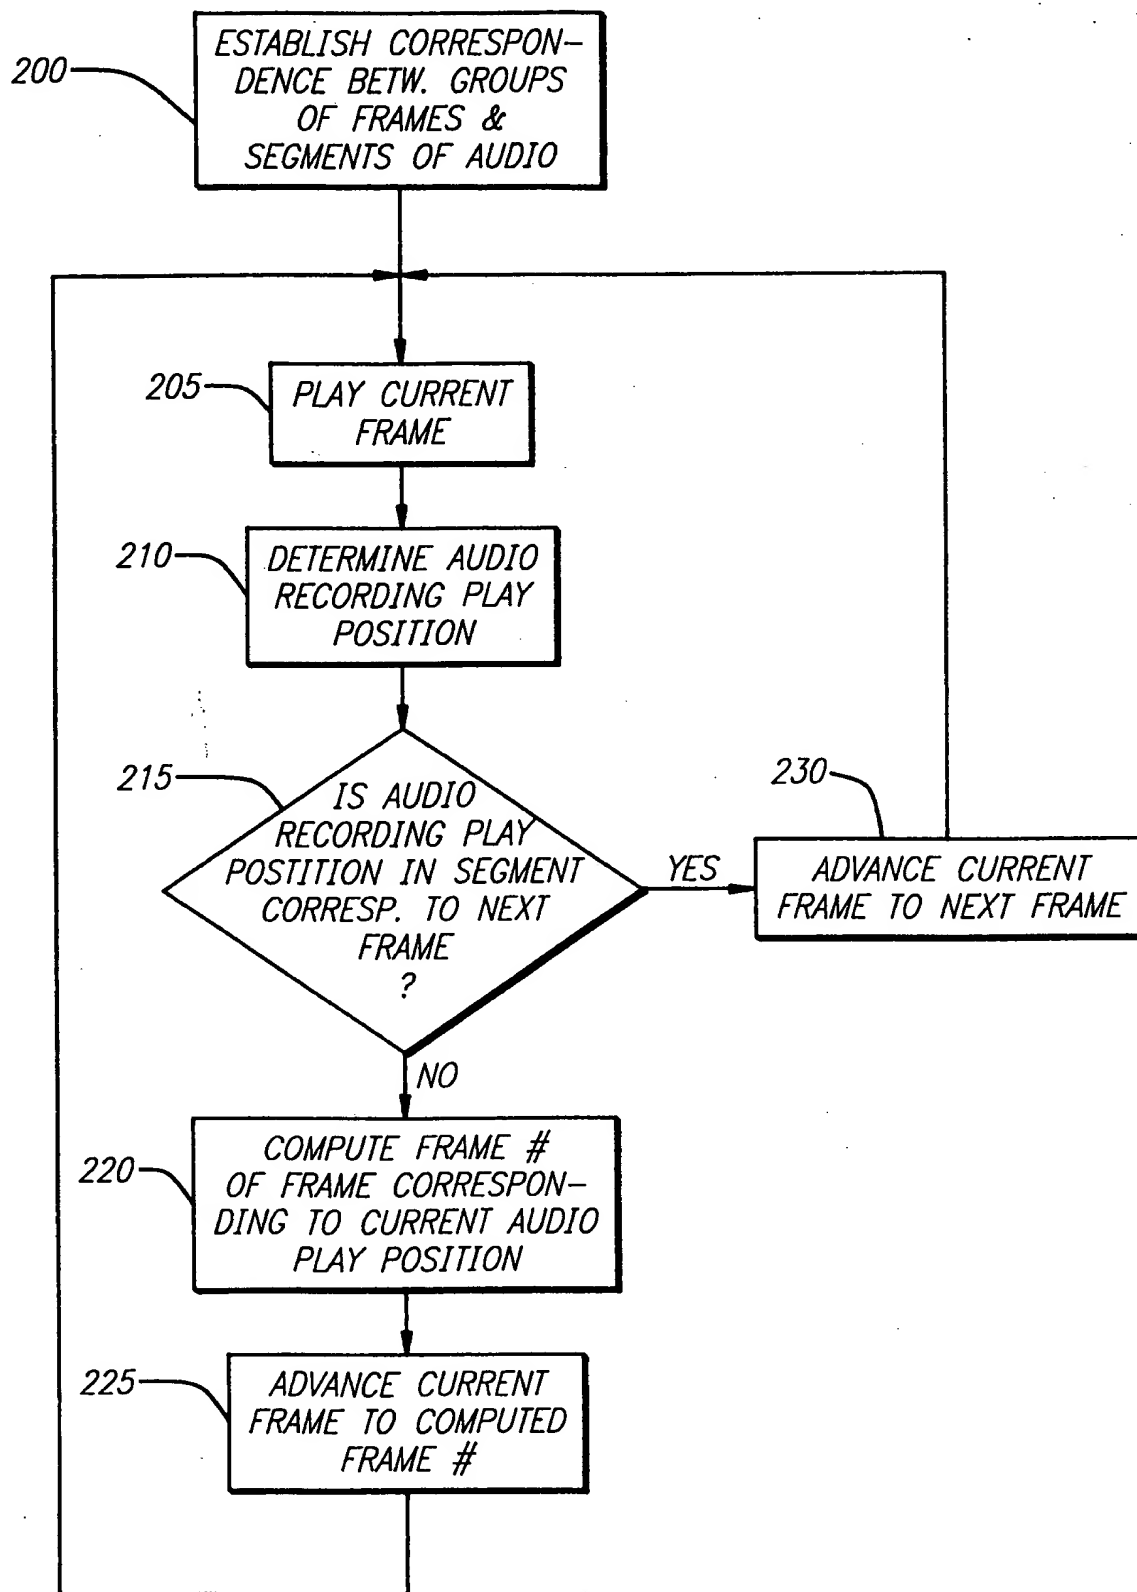 200
ESTABLISH CORRESPON-
DENCE BETW. GROUPS
OF FRAMES &
SEGMENTS OF AUDIO
205
PLAY CURRENT
FRAME
210
DETERMINE AUDIO
RECORDING PLAY
POSITION
215
IS AUDIO
RECORDING PLAY
POSTITION IN SEGMENT
CORRESP. TO NEXT
FRAME
?
YES
230
ADVANCE CURRENT
FRAME TO NEXT FRAME
NO
220
COMPUTE FRAME #
OF FRAME CORRESPON-
DING TO CURRENT AUDIO
PLAY POSITION
225
ADVANCE CURRENT
FRAME TO COMPUTED
FRAME #